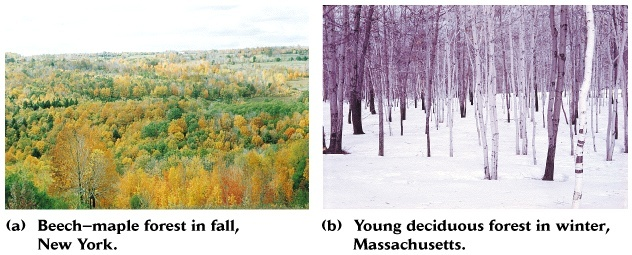 (a) Beech–maple forest in fall,
New York.
(b) Young deciduous forest in winter,
Massachusetts.